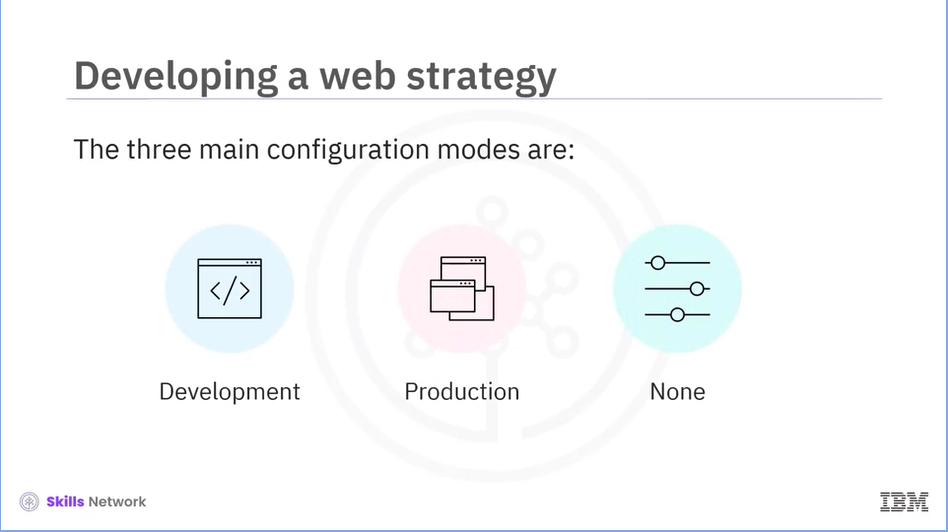 Developing a web strategy
The three main configuration modes are:
</>
Development
Production
None
Skills Network
IBM